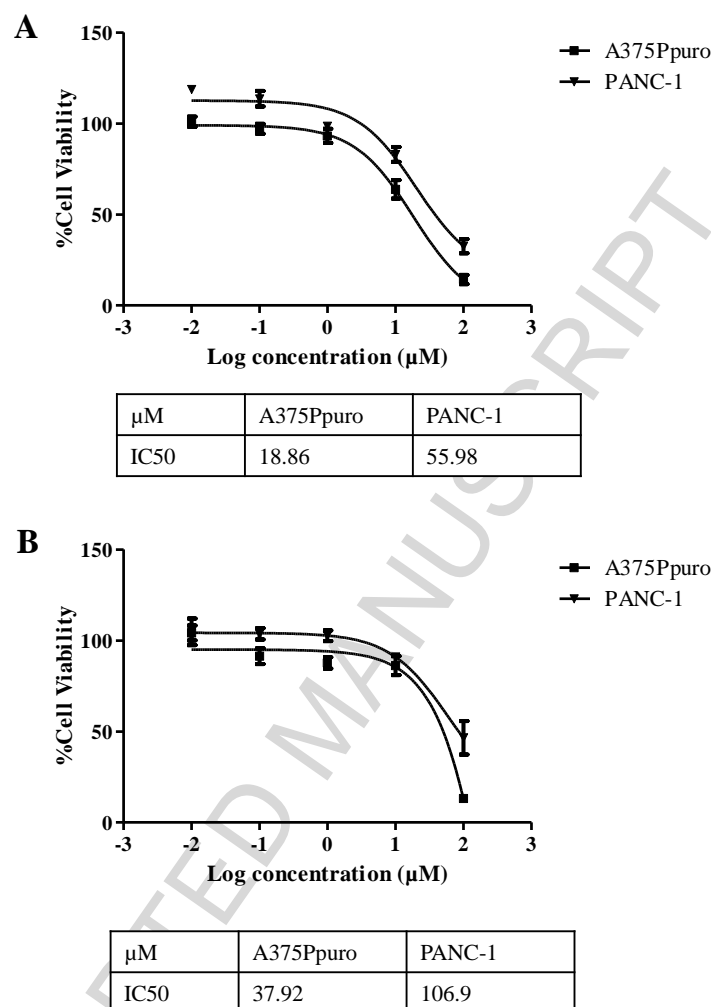 A
150
100
50
0
%Cell Viability
-3 -2 -1 0 1 2 3
Log concentration (µM)
A375Ppuro
PANC-1
µM A375Ppuro PANC-1
IC50 18.86 55.98
B
150
100
50
0
%Cell Viability
-3 -2 -1 0 1 2 3
Log concentration (µM)
A375Ppuro
PANC-1
µM A375Ppuro PANC-1
IC50 37.92 106.9
TED MANUSCRIPT